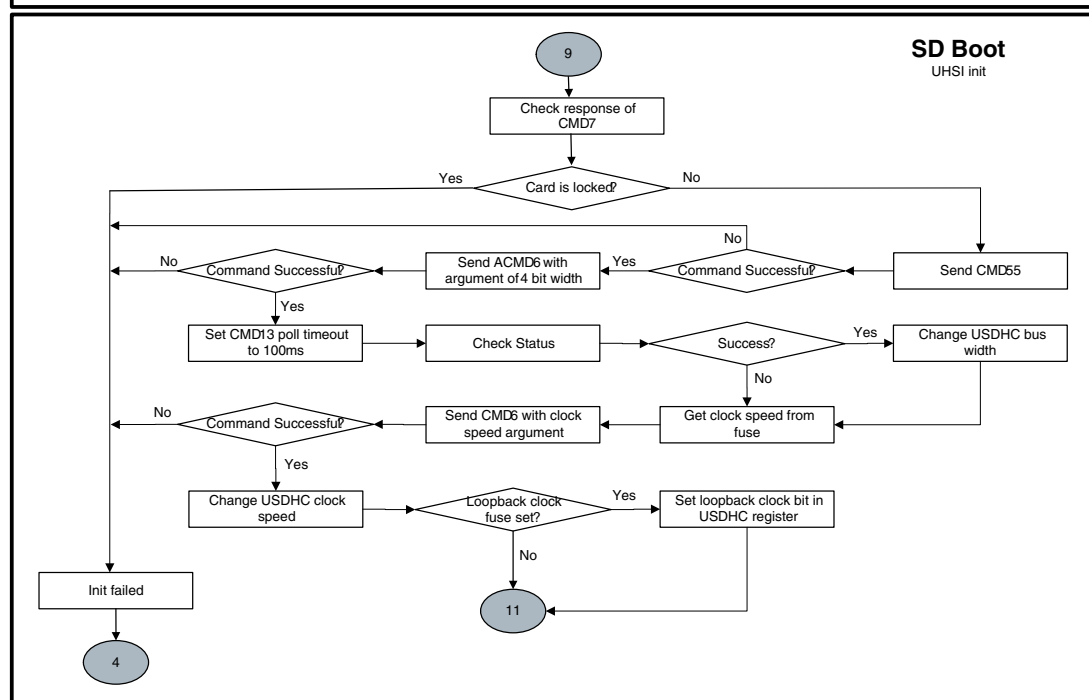 SD Boot
UHSI init
9
Check response of
CMD7
Card is locked?
Yes
No
No
Command Successful?
No
Send ACMD6 with
argument of 4 bit width
Yes
Command Successful?
Send CMD55
Yes
Set CMD13 poll timeout
to 100ms
Check Status
Success?
Yes
Change USDHC bus
width
No
No
Command Successful?
Send CMD6 with clock
speed argument
Get clock speed from
fuse
Yes
Change USDHC clock
speed
Loopback clock
fuse set?
Yes
Set loopback clock bit in
USDHC register
No
Init failed
11
4